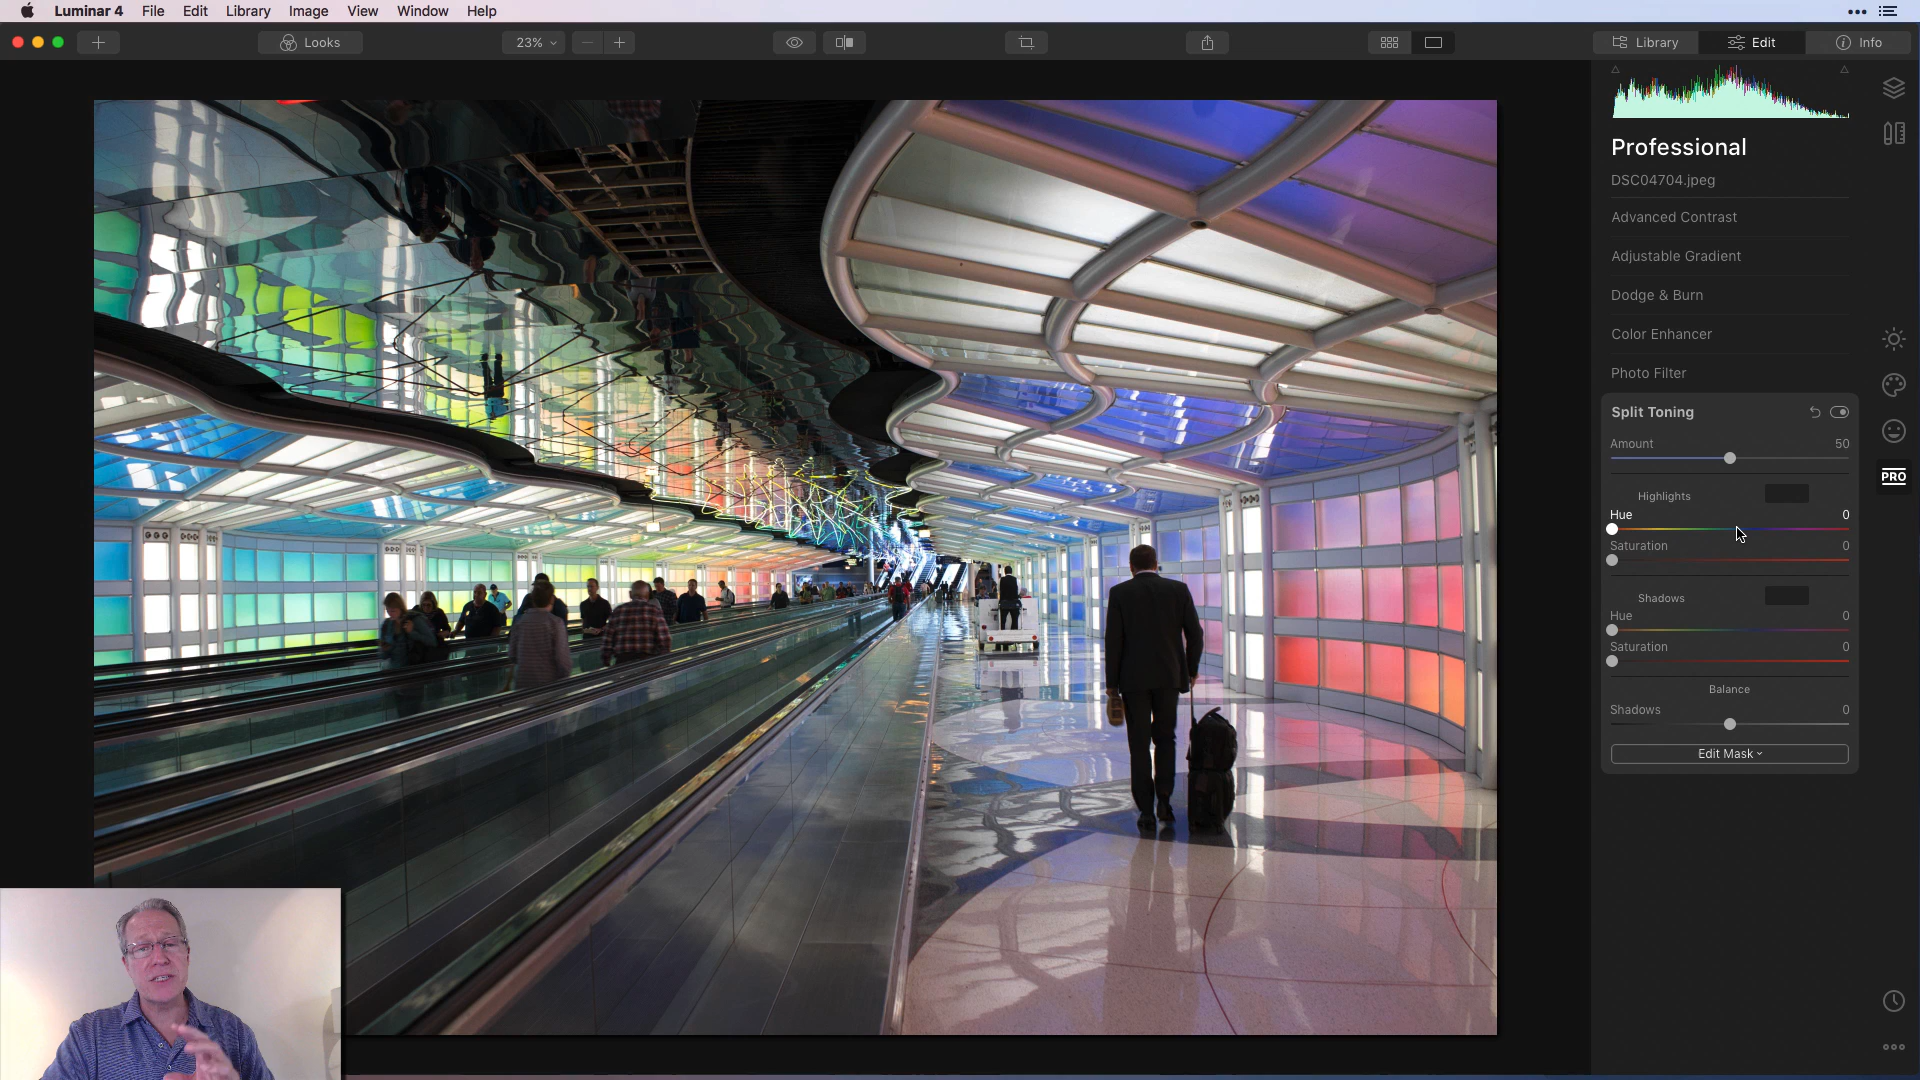 Luminar 4 File Edit Library Image View Window Help
Looks 23% Library Edit Info
Professional
DSC04704.jpeg
Advanced Contrast
Adjustable Gradient
Dodge & Burn
Color Enhancer
Photo Filter
Split Toning
Amount 50
PRO
Highlights
Hue 0
Saturation 0
Shadows
Hue 0
Saturation 0
Balance
Shadows 0
Edit Mask